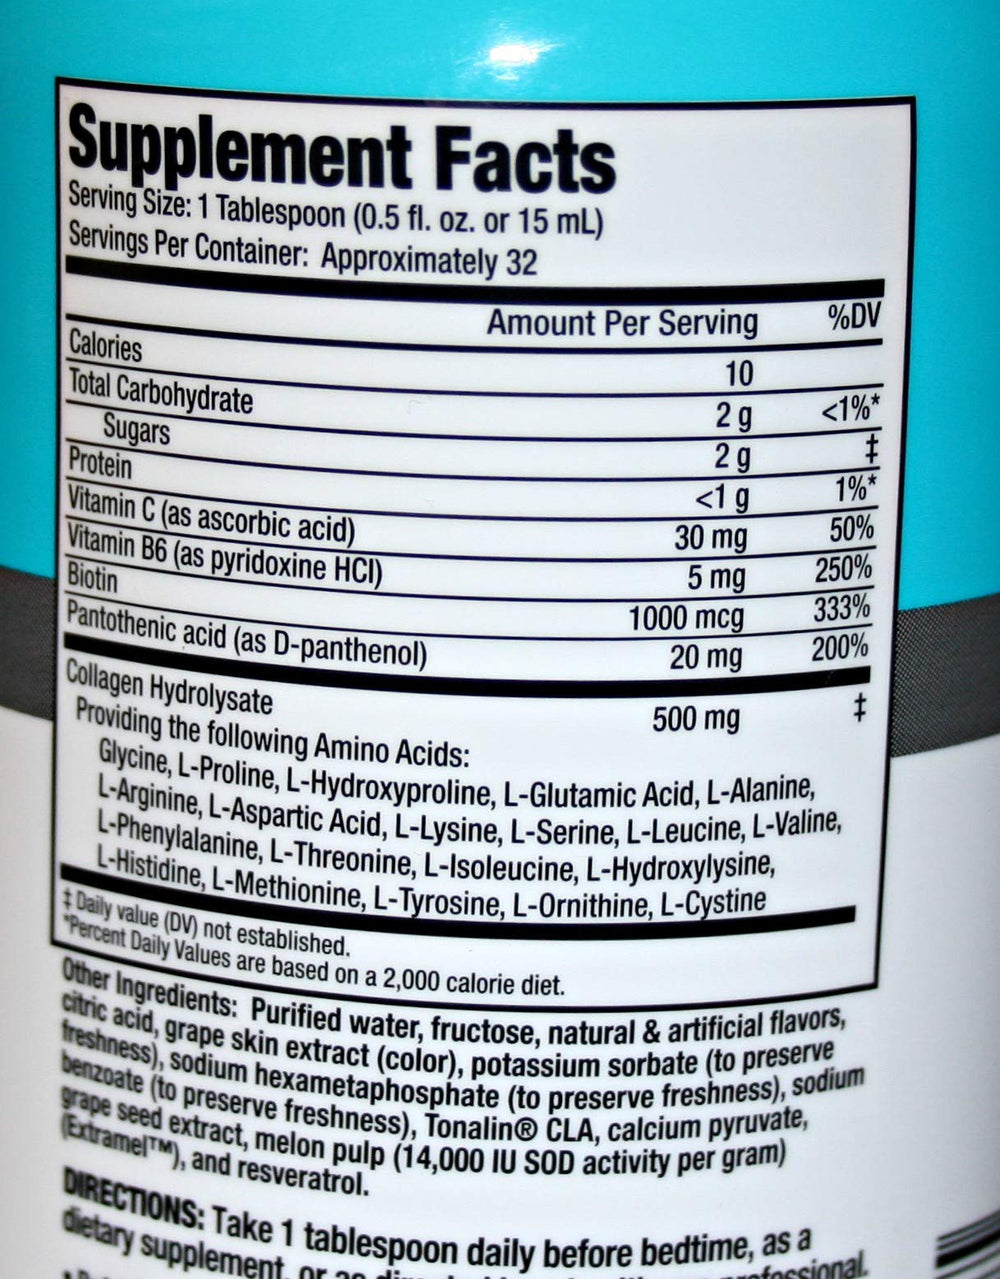 Supplement Facts
Serving Size: 1 Tablespoon (0.5 fl. oz. or 15 mL)
Servings Per Container: Approximately 32
Amount Per Serving %DV
Calories 10
Total Carbohydrate 2 g <1%*
Sugars 2 g ‡
Protein <1 g 1%*
Vitamin C (as ascorbic acid) 30 mg 50%
Vitamin B6 (as pyridoxine HCl) 5 mg 250%
Biotin 1000 mcg 333%
Pantothenic acid (as D-panthenol) 20 mg 200%
Collagen Hydrolysate 500 mg ‡
Providing the following Amino Acids:
Glycine, L-Proline, L-Hydroxyproline, L-Glutamic Acid, L-Alanine,
L-Arginine, L-Aspartic Acid, L-Lysine, L-Serine, L-Leucine, L-Valine,
L-Phenylalanine, L-Threonine, L-Isoleucine, L-Hydroxylysine,
L-Histidine, L-Methionine, L-Tyrosine, L-Ornithine, L-Cystine
‡ Daily value (DV) not established.
*Percent Daily Values are based on a 2,000 calorie diet.
Other Ingredients: Purified water, fructose, natural & artificial flavors,
citric acid, grape skin extract (color), potassium sorbate (to preserve
freshness), sodium hexametaphosphate (to preserve freshness), sodium
benzoate (to preserve freshness), Tonalin® CLA, calcium pyruvate,
grape seed extract, melon pulp (14,000 IU SOD activity per gram)
(Extramel™), and resveratrol.
DIRECTIONS: Take 1 tablespoon daily before bedtime, as a
dietary supplement, or as